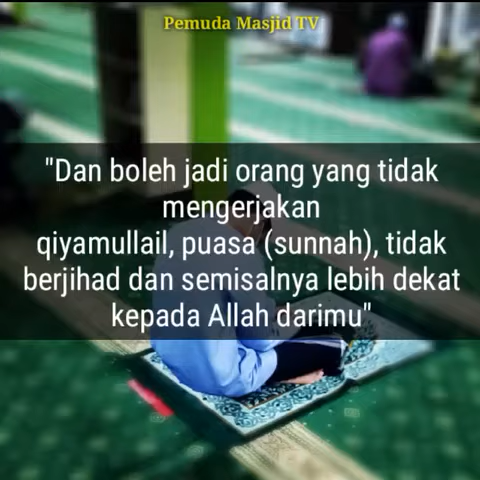 Pemuda Masjid TV
"Dan boleh jadi orang yang tidak
mengerjakan
qiyamullail, puasa (sunnah), tidak
berjihad dan semisalnya lebih dekat
kepada Allah darimu"